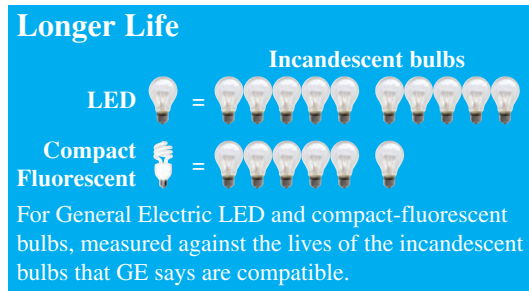 Longer Life
Incandescent bulbs
LED =
Compact
Fluorescent =
For General Electric LED and compact-fluorescent
bulbs, measured against the lives of the incandescent
bulbs that GE says are compatible.